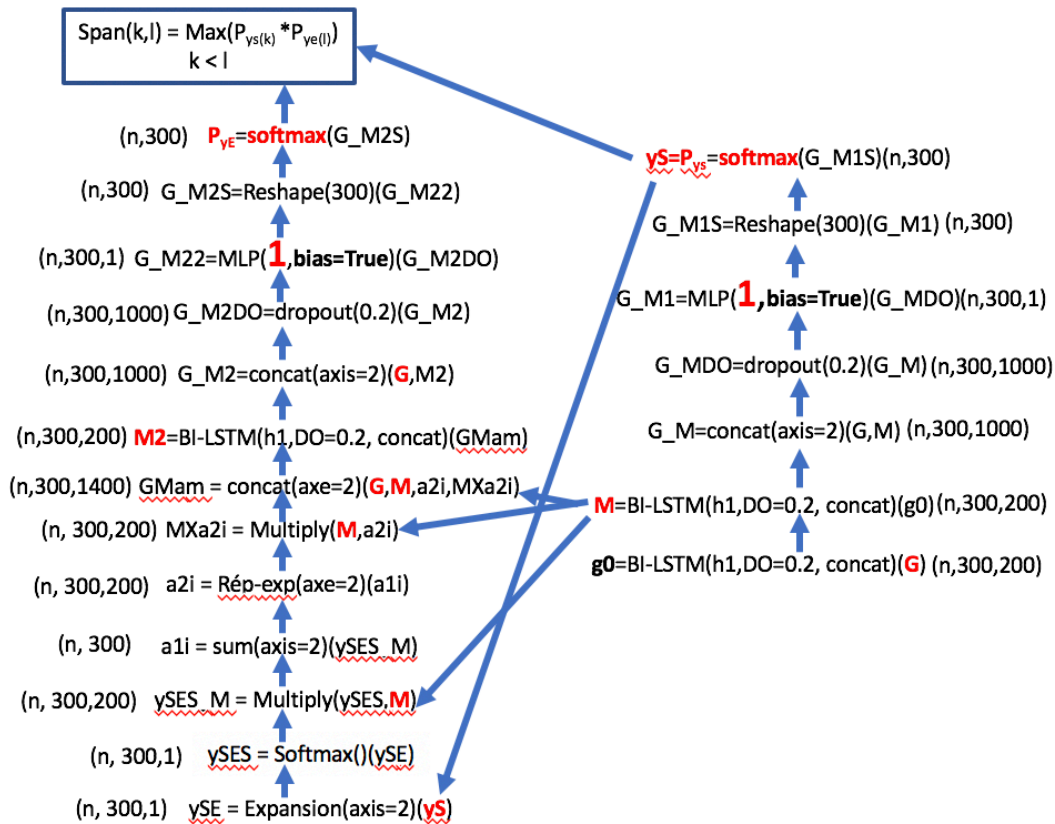 Span(k,l) = Max(Pys(k) *Pye(l))
k < l
(n,300) PyE=softmax(G_M2S)
(n,300) G_M2S=Reshape(300)(G_M22)
(n,300,1) G_M22=MLP(1,bias=True)(G_M2DO)
(n,300,1000) G_M2DO=dropout(0.2)(G_M2)
(n,300,1000) G_M2=concat(axis=2)(G,M2)
(n,300,200) M2=BI-LSTM(h1,DO=0.2, concat)(GMam)
(n,300,1400) GMam = concat(axe=2)(G,M,a2i,MXa2i)
(n, 300,200) MXa2i = Multiply(M,a2i)
(n, 300,200) a2i = Rép-exp(axe=2)(a1i)
(n, 300) a1i = sum(axis=2)(ySES_M)
(n, 300,200) ySES_M = Multiply(ySES,M)
(n, 300,1) ySES = Softmax()(ySE)
(n, 300,1) ySE = Expansion(axis=2)(yS)
yS=Pys=softmax(G_M1S)(n,300)
G_M1S=Reshape(300)(G_M1) (n,300)
G_M1=MLP(1,bias=True)(G_MDO)(n,300,1)
G_MDO=dropout(0.2)(G_M) (n,300,1000)
G_M=concat(axis=2)(G,M) (n,300,1000)
M=BI-LSTM(h1,DO=0.2, concat)(g0) (n,300,200)
g0=BI-LSTM(h1,DO=0.2, concat)(G) (n,300,200)